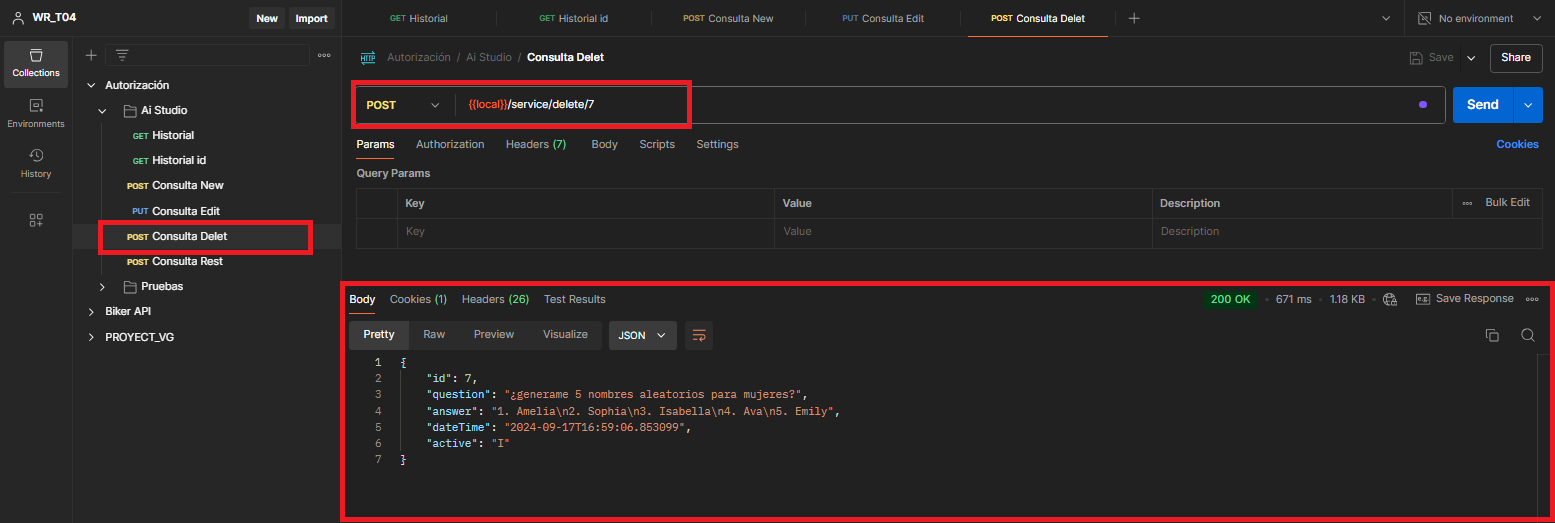 WR_T04
New
Import
GET Historial
GET Historial id
POST Consulta New
PUT Consulta Edit
POST Consulta Delet
No environment
Collections
Environments
History
Autorización
Ai Studio
GET Historial
GET Historial id
POST Consulta New
PUT Consulta Edit
POST Consulta Delet
POST Consulta Rest
Pruebas
Biker API
PROYECT_VG
HTTP
Autorización / Ai Studio / Consulta Delet
Save
Share
POST
{{local}}/service/delete/7
Send
Params
Authorization
Headers (7)
Body
Scripts
Settings
Cookies
Query Params
Key
Value
Description
Bulk Edit
Key
Value
Description
Body
Cookies (1)
Headers (26)
Test Results
200 OK
671 ms
1.18 KB
e.g.
Save Response
Pretty
Raw
Preview
Visualize
JSON
1 {
2 "id": 7,
3 "question": "¿generame 5 nombres aleatorios para mujeres?",
4 "answer": "1. Amelia\n2. Sophia\n3. Isabella\n4. Ava\n5. Emily",
5 "dateTime": "2024-09-17T16:59:06.853099",
6 "active": "I"
7 }